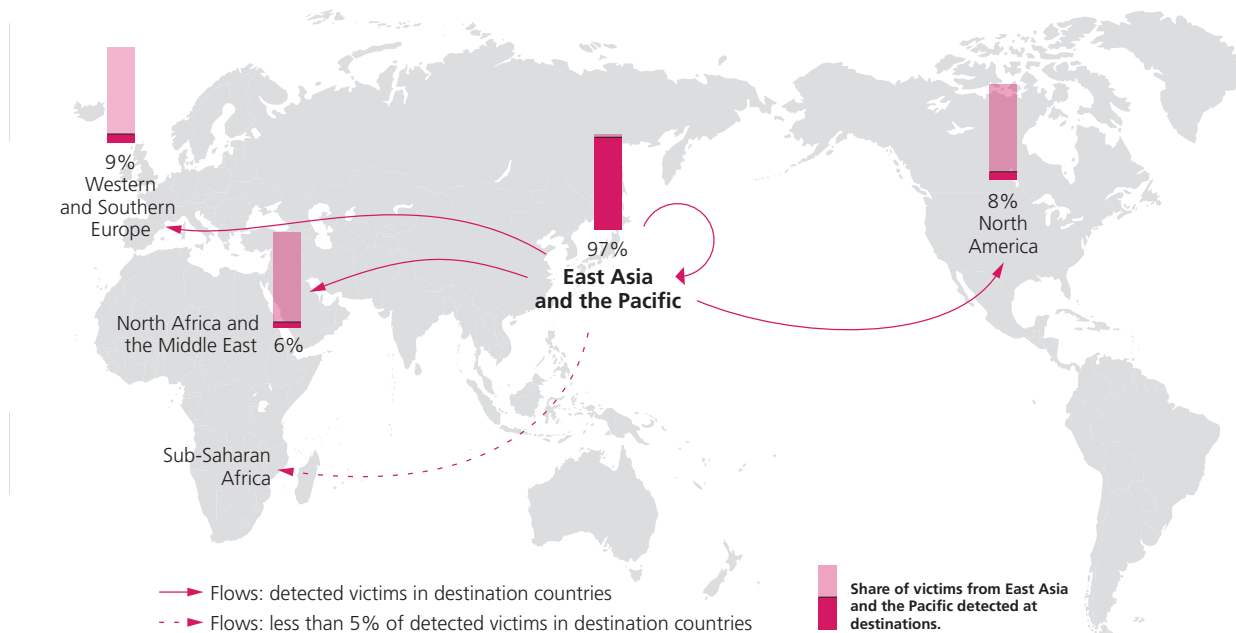 9%
Western
and Southern
Europe
97%
East Asia
and the Pacific
8%
North
America
North Africa and
the Middle East
6%
Sub-Saharan
Africa
Flows: detected victims in destination countries
Flows: less than 5% of detected victims in destination countries
Share of victims from East Asia
and the Pacific detected at
destinations.